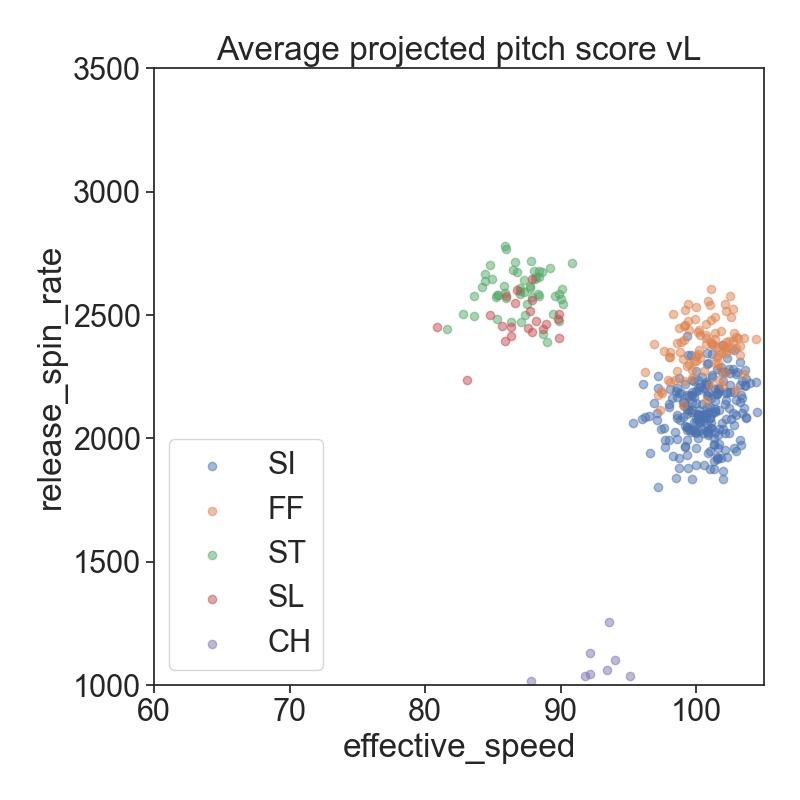 Average projected pitch score vL
3500
3000
2500
2000
1500
1000
release_spin_rate
SI
FF
ST
SL
CH
60
70
80
90
100
effective_speed